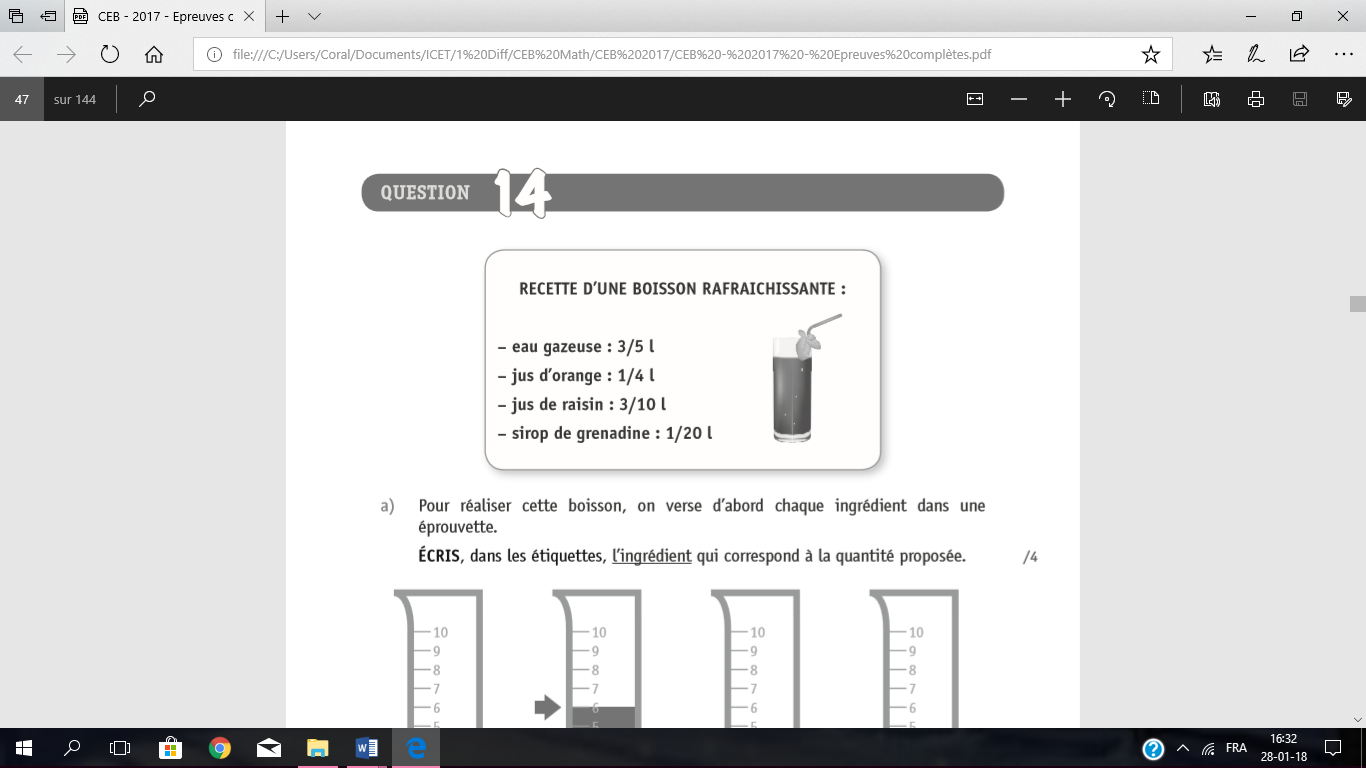 CEB - 2017 - Epreuves c
file:///C:/Users/Coral/Documents/ICET/1%20Diff/CEB%20Math/CEB%202017/CEB%20-%202017%20-%20Epreuves%20complètes.pdf
47 sur 144
QUESTION 14
RECETTE D'UNE BOISSON RAFRAICHISSANTE :
– eau gazeuse : 3/5 l
– jus d'orange : 1/4 l
– jus de raisin : 3/10 l
– sirop de grenadine : 1/20 l
a) Pour réaliser cette boisson, on verse d'abord chaque ingrédient dans une
éprouvette.
ÉCRIS, dans les étiquettes, l'ingrédient qui correspond à la quantité proposée. /4
10 10 10 10
9 9 9 9
8 8 8 8
7 7 7 7
6 6 6 6
5 5 5 5
FRA
16:32
28-01-18